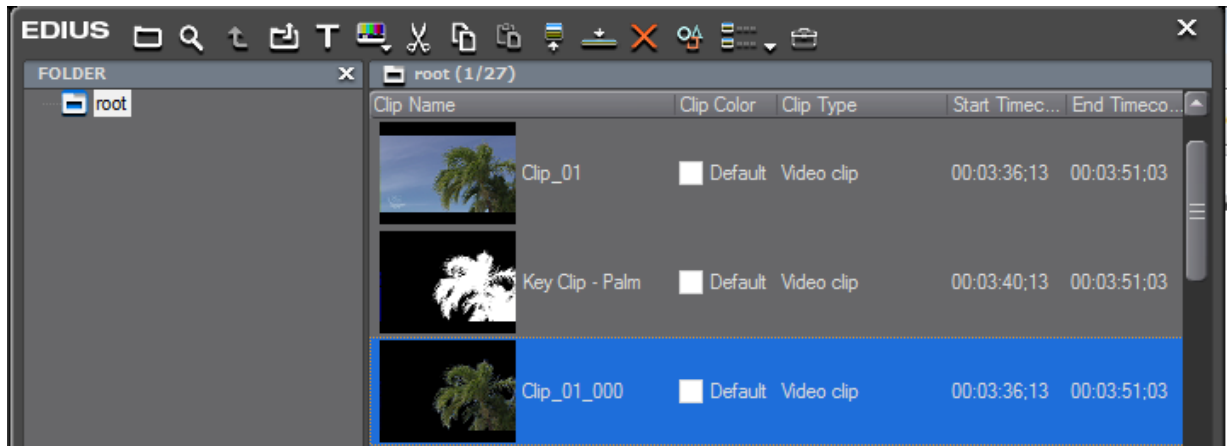 EDIUS T
FOLDER x root (1/27)
root
Clip Name Clip Color Clip Type Start Timec... End Timeco...
Clip_01 Default Video clip 00:03:36;13 00:03:51;03
Key Clip - Palm Default Video clip 00:03:40;13 00:03:51;03
Clip_01_000 Default Video clip 00:03:36;13 00:03:51;03